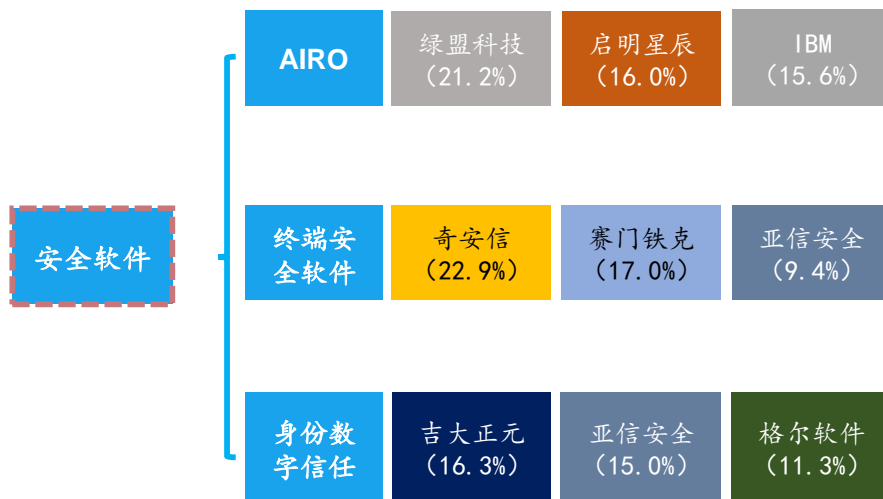 AIRO
绿盟科技
（21.2%）
启明星辰
（16.0%）
IBM
（15.6%）
安全软件
终端安
全软件
奇安信
（22.9%）
赛门铁克
（17.0%）
亚信安全
（9.4%）
身份数
字信任
吉大正元
（16.3%）
亚信安全
（15.0%）
格尔软件
（11.3%）